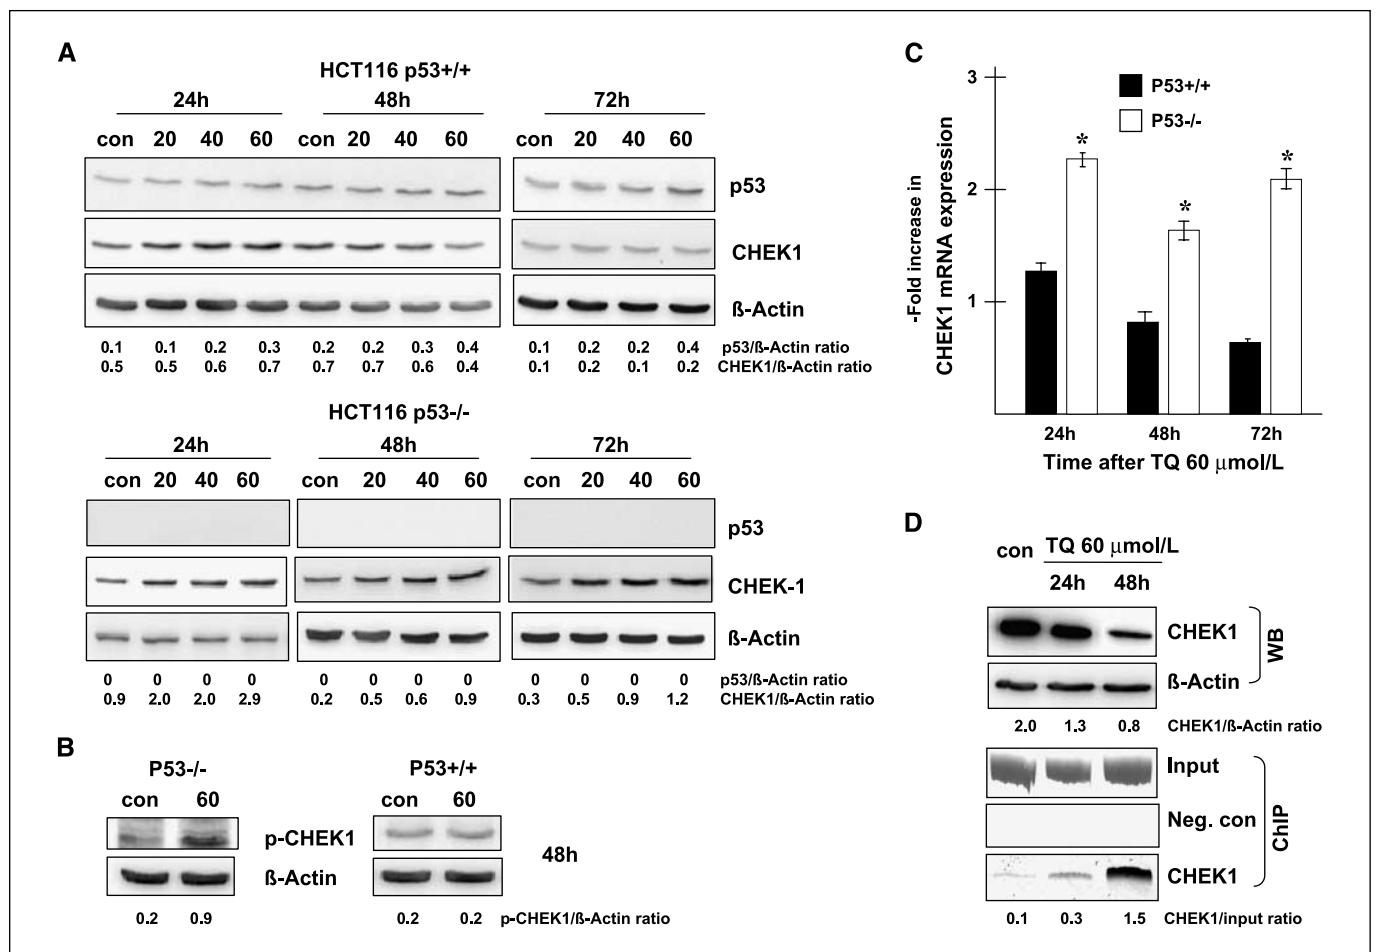 A
HCT116 p53+/+
24h 48h 72h
con 20 40 60 con 20 40 60 con 20 40 60
p53
CHEK1
ß-Actin
0.1 0.1 0.2 0.3 0.2 0.2 0.3 0.4 0.1 0.2 0.2 0.4 p53/ß-Actin ratio
0.5 0.5 0.6 0.7 0.7 0.7 0.6 0.4 0.1 0.2 0.1 0.2 CHEK1/ß-Actin ratio
HCT116 p53-/-
24h 48h 72h
con 20 40 60 con 20 40 60 con 20 40 60
p53
CHEK-1
ß-Actin
0 0 0 0 0 0 0 0 0 0 0 0 p53/ß-Actin ratio
0.9 2.0 2.0 2.9 0.2 0.5 0.6 0.9 0.3 0.5 0.9 1.2 CHEK1/ß-Actin ratio
B
P53-/- P53+/+
con 60 con 60
p-CHEK1
ß-Actin
48h
0.2 0.9 0.2 0.2 p-CHEK1/ß-Actin ratio
C
-Fold increase in
CHEK1 mRNA expression
3
2
1
P53+/+
P53-/-
* * *
24h 48h 72h
Time after TQ 60 μmol/L
D
con TQ 60 μmol/L
24h 48h
CHEK1
ß-Actin
WB
2.0 1.3 0.8 CHEK1/ß-Actin ratio
Input
Neg. con
CHEK1
ChIP
0.1 0.3 1.5 CHEK1/input ratio